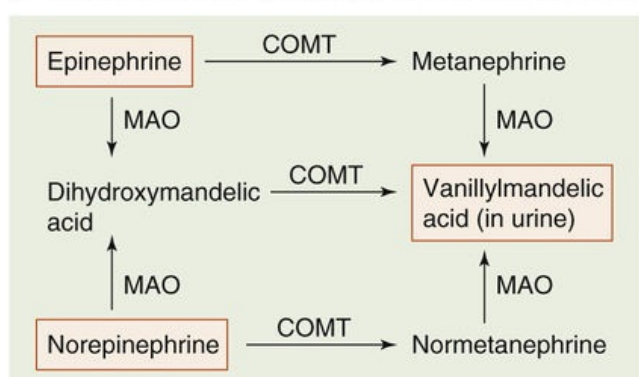 COMT
Epinephrine
Metanephrine
MAO
MAO
COMT
Dihydroxymandelic
acid
Vanillylmandelic
acid (in urine)
MAO
MAO
COMT
Norepinephrine
Normetanephrine